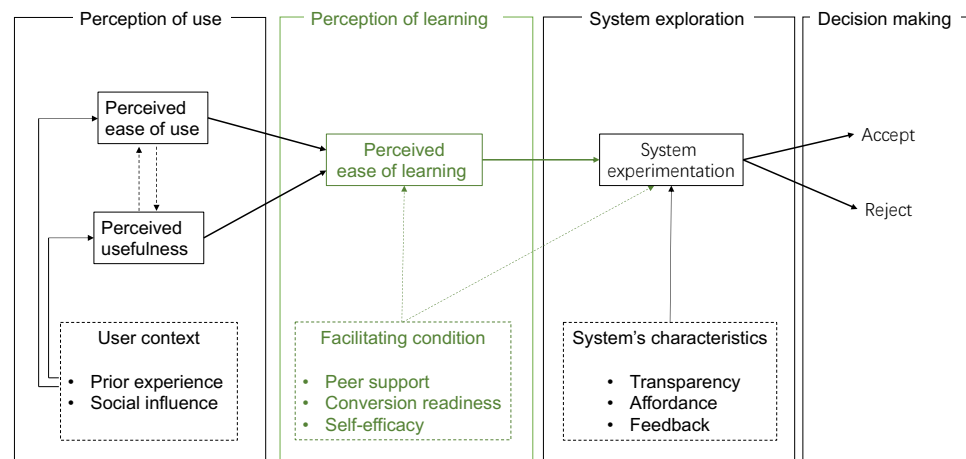 Perception of use
Perception of learning
System exploration
Decision making
Perceived
ease of use
Perceived
usefulness
Perceived
ease of learning
System
experimentation
Accept
Reject
User context
• Prior experience
• Social influence
Facilitating condition
• Peer support
• Conversion readiness
• Self-efficacy
System’s characteristics
• Transparency
• Affordance
• Feedback